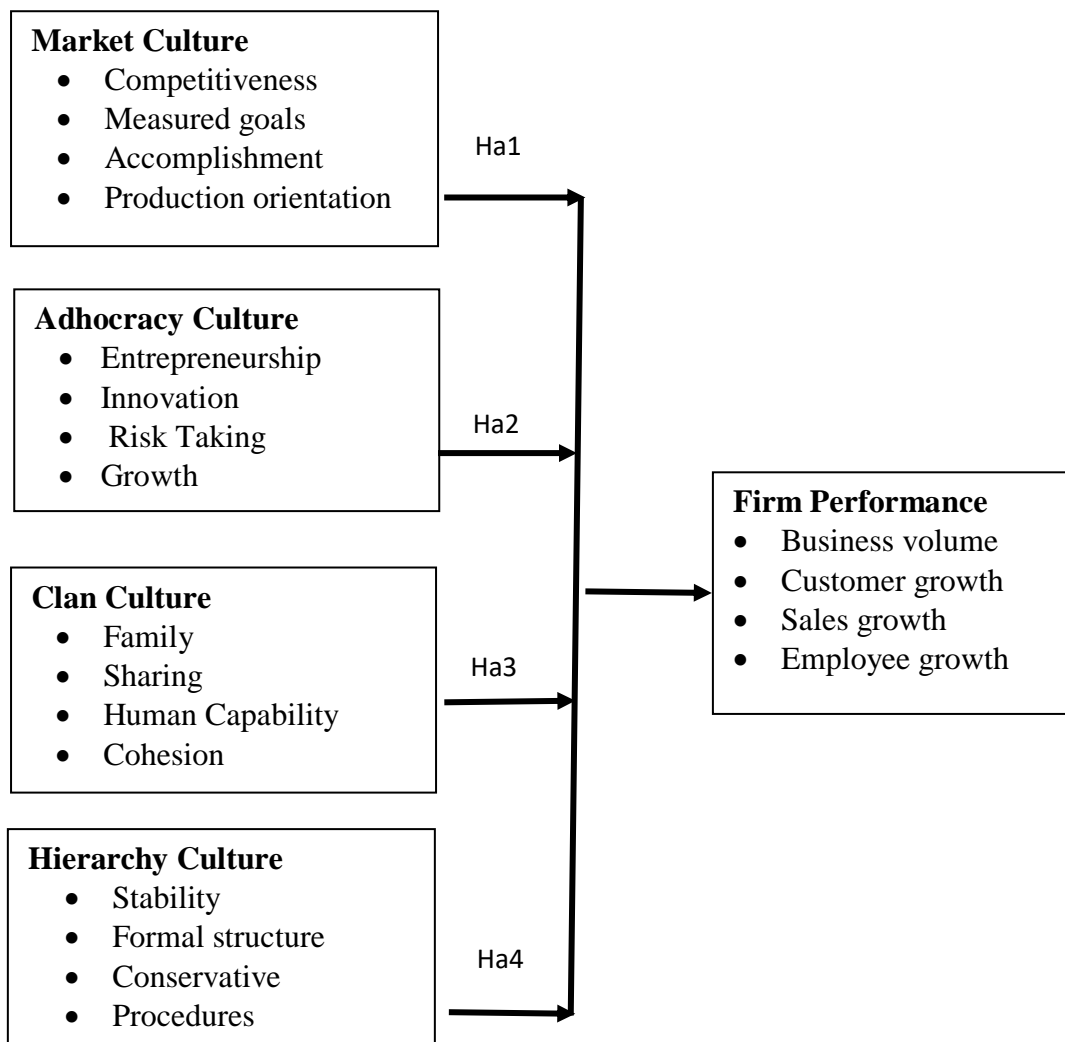 Market Culture
• Competitiveness
• Measured goals
• Accomplishment
• Production orientation
Ha1
Adhocracy Culture
• Entrepreneurship
• Innovation
• Risk Taking
• Growth
Ha2
Clan Culture
• Family
• Sharing
• Human Capability
• Cohesion
Ha3
Hierarchy Culture
• Stability
• Formal structure
• Conservative
• Procedures
Ha4
Firm Performance
• Business volume
• Customer growth
• Sales growth
• Employee growth